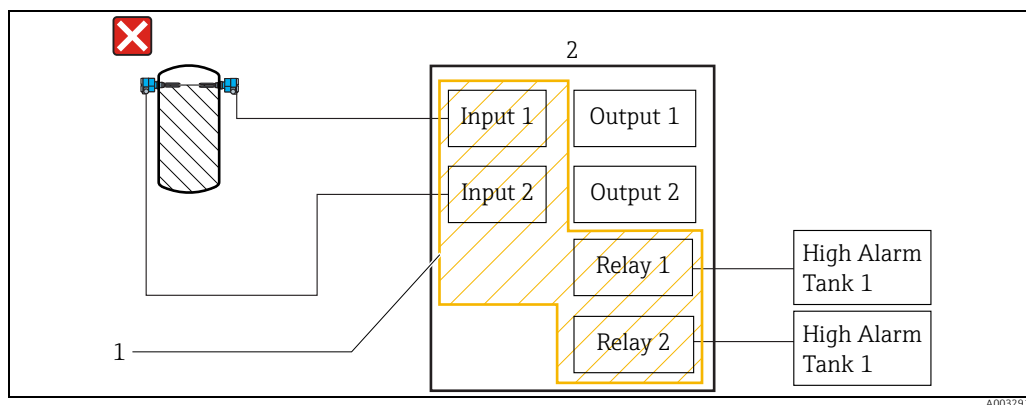 2
Input 1
Output 1
Input 2
Output 2
Relay 1
High Alarm
Tank 1
Relay 2
High Alarm
Tank 1
1